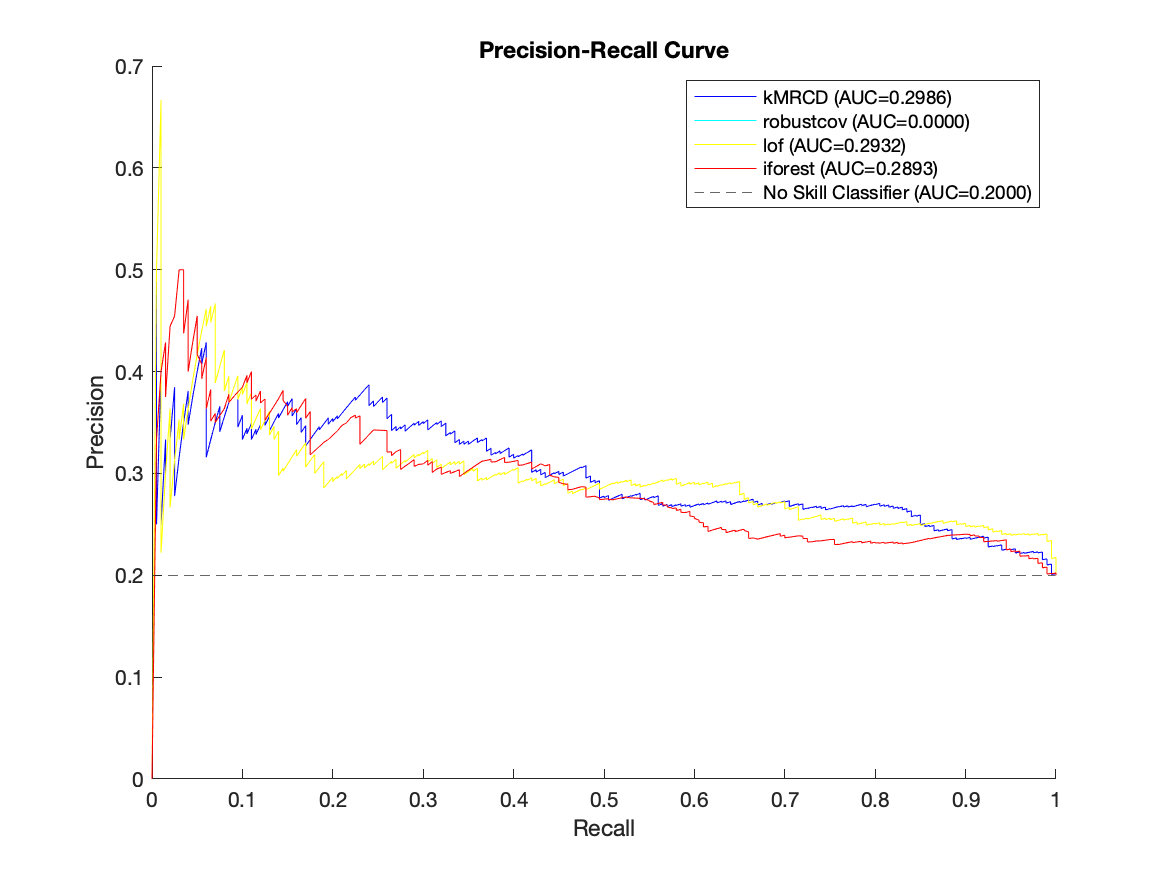 Precision-Recall Curve
kMRCD (AUC=0.2986)
robustcov (AUC=0.0000)
lof (AUC=0.2932)
iforest (AUC=0.2893)
No Skill Classifier (AUC=0.2000)
Precision
0.7
0.6
0.5
0.4
0.3
0.2
0.1
0
0 0.1 0.2 0.3 0.4 0.5 0.6 0.7 0.8 0.9 1
Recall